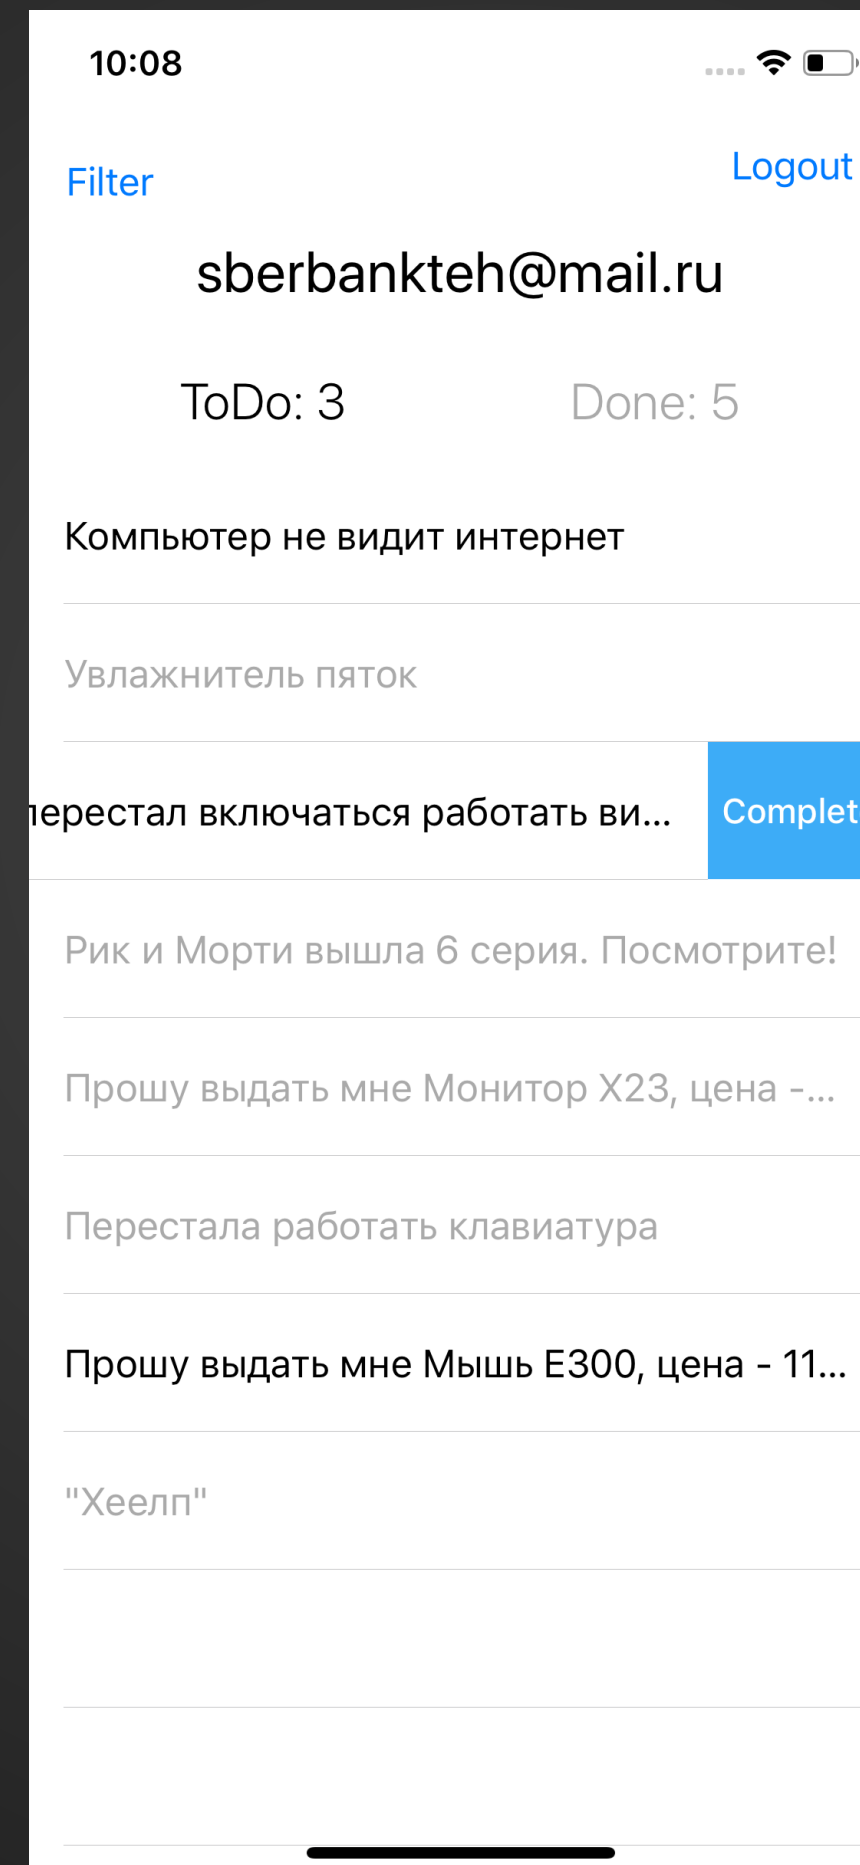 10:08
Filter
Logout
sberbankteh@mail.ru
ToDo: 3
Done: 5
Компьютер не видит интернет
Увлажнитель пяток
перестал включаться работать ви...
Complet
Рик и Морти вышла 6 серия. Посмотрите!
Прошу выдать мне Монитор X23, цена -...
Перестала работать клавиатура
Прошу выдать мне Мышь E300, цена - 11...
"Хеелп"